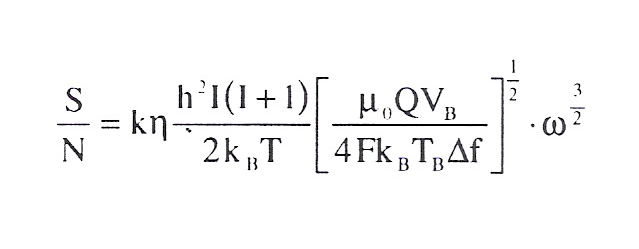 S/N = kη h²I(I + 1)/2k_BT [μ₀QV_B/4Fk_BT_BΔf]^(1/2) · ω^(3/2)